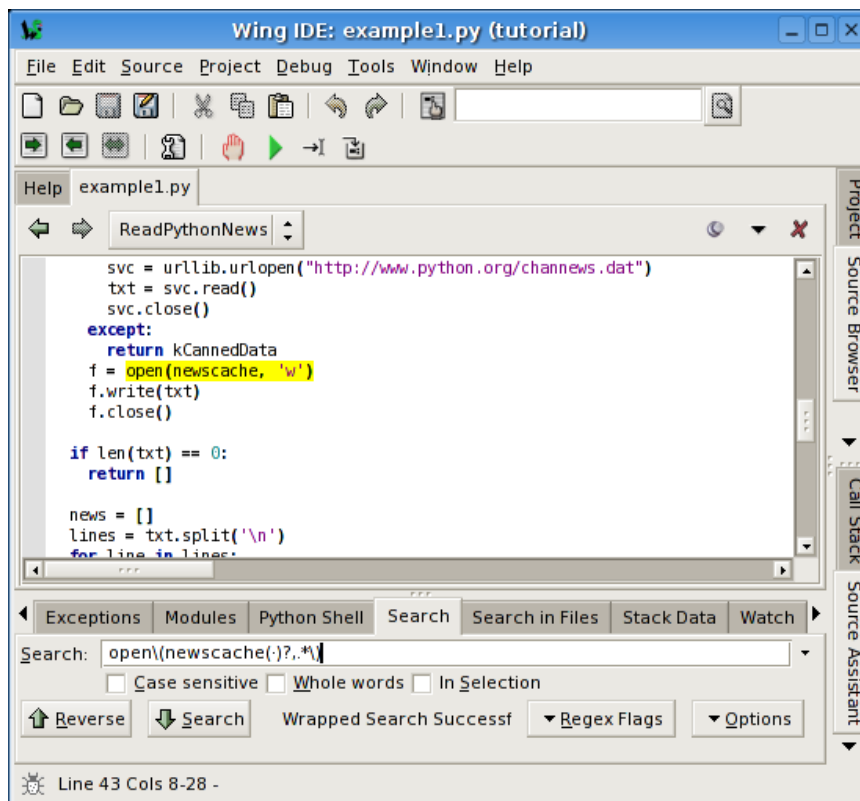 Wing IDE: example1.py (tutorial)
File Edit Source Project Debug Tools Window Help
Help example1.py
ReadPythonNews
svc = urllib.urlopen("http://www.python.org/channews.dat")
txt = svc.read()
svc.close()
except:
return kCannedData
f = open(newscache, 'w')
f.write(txt)
f.close()
if len(txt) == 0:
return []
news = []
lines = txt.split('\n')
for line in lines:
Project
Source Browser
Call Stack
Source Assistant
Exceptions Modules Python Shell Search Search in Files Stack Data Watch
Search: open\(newscache(·)?,.*\)
Case sensitive Whole words In Selection
Reverse Search Wrapped Search Successf Regex Flags Options
Line 43 Cols 8-28 -